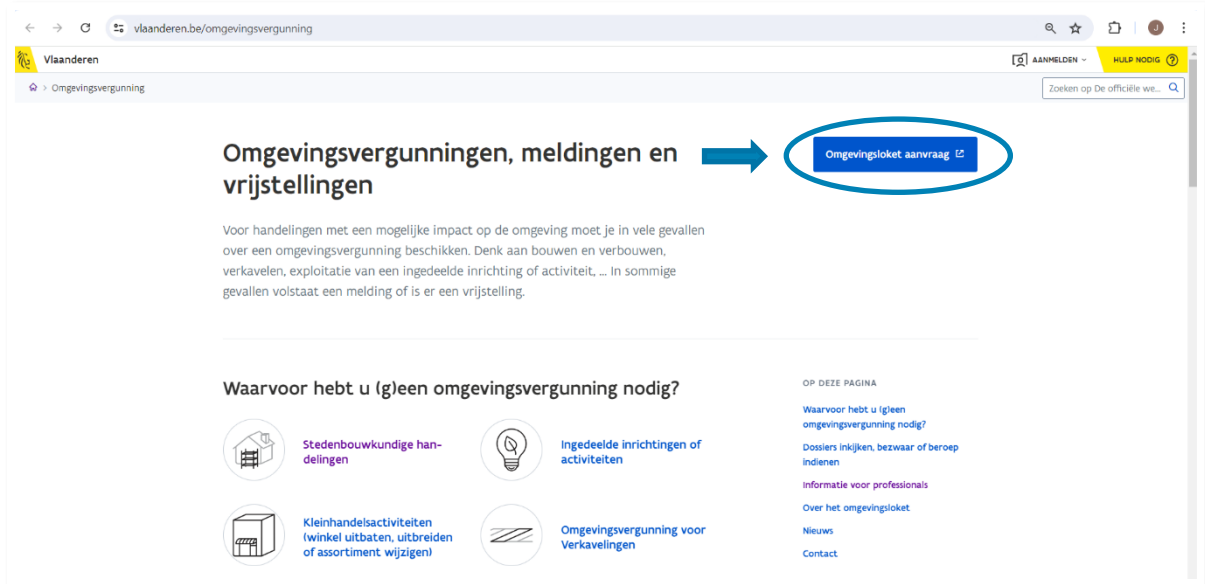 vlaanderen.be/omgevingsvergunning
J
Vlaanderen
AANMELDEN
HULP NODIG ?
> Omgevingsvergunning
Zoeken op De officiële we...
Omgevingsvergunningen, meldingen en
vrijstellingen
Omgevingsloket aanvraag
Voor handelingen met een mogelijke impact op de omgeving moet je in vele gevallen
over een omgevingsvergunning beschikken. Denk aan bouwen en verbouwen,
verkavelen, exploitatie van een ingedeelde inrichting of activiteit, ... In sommige
gevallen volstaat een melding of is er een vrijstelling.
Waarvoor hebt u (g)een omgevingsvergunning nodig?
Stedenbouwkundige han-
delingen
Ingedeelde inrichtingen of
activiteiten
Kleinhandelsactiviteiten
(winkel uitbaten, uitbreiden
of assortiment wijzigen)
Omgevingsvergunning voor
Verkavelingen
OP DEZE PAGINA
Waarvoor hebt u (g)een
omgevingsvergunning nodig?
Dossiers inkijken, bezwaar of beroep
indienen
Informatie voor professionals
Over het omgevingsloket
Nieuws
Contact